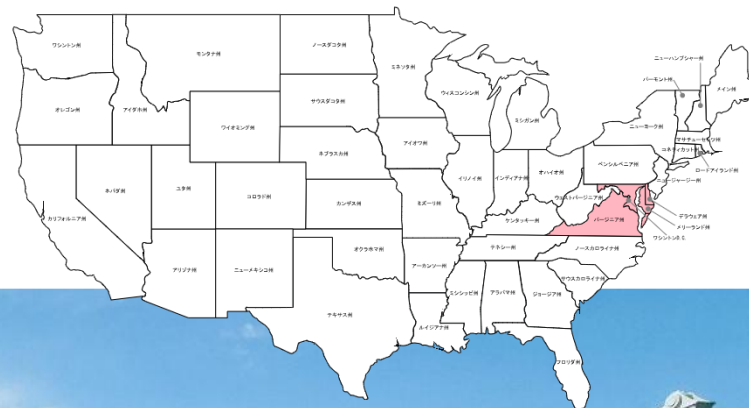 ワシントン州
モンタナ州
ノースダコタ州
ミネソタ州
ニューハンプシャー州
バーモント州
メイン州
オレゴン州
アイダホ州
サウスダコタ州
ウィスコンシン州
ミシガン州
ニューヨーク州
ワイオミング州
マサチューセッツ州
コネティカット州
ロードアイランド州
アイオワ州
ネブラスカ州
ペンシルベニア州
ニュージャージー州
ネバダ州
ユタ州
コロラド州
イリノイ州
インディアナ州
オハイオ州
カリフォルニア州
カンザス州
ミズーリ州
ウェストバージニア州
バージニア州
デラウェア州
メリーランド州
ワシントンD.C.
ケンタッキー州
アリゾナ州
ニューメキシコ州
オクラホマ州
アーカンソー州
テネシー州
ノースカロライナ州
サウスカロライナ州
テキサス州
ルイジアナ州
ミシシッピ州
アラバマ州
ジョージア州
フロリダ州